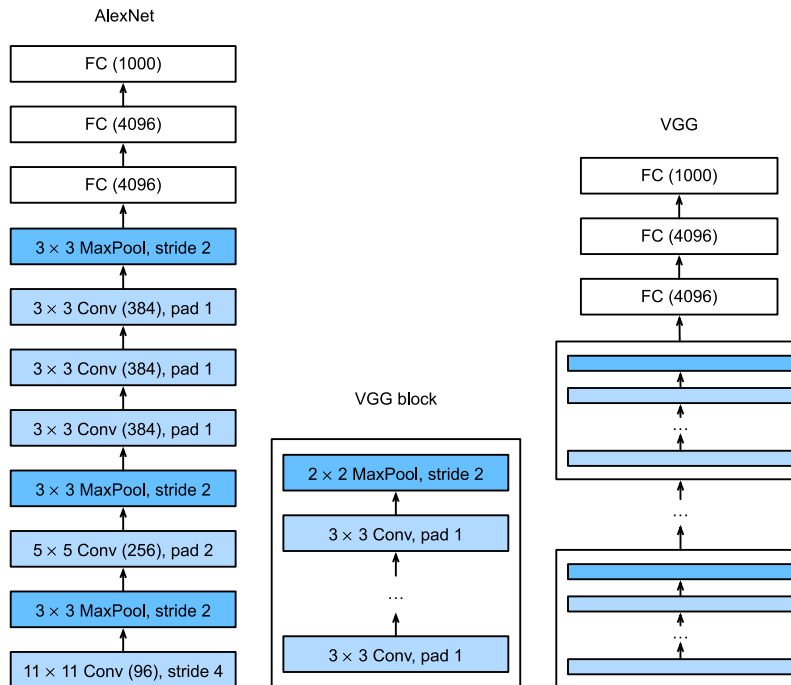 AlexNet
FC (1000)
FC (4096)
FC (4096)
3 × 3 MaxPool, stride 2
3 × 3 Conv (384), pad 1
3 × 3 Conv (384), pad 1
3 × 3 Conv (384), pad 1
3 × 3 MaxPool, stride 2
5 × 5 Conv (256), pad 2
3 × 3 MaxPool, stride 2
11 × 11 Conv (96), stride 4
VGG block
2 × 2 MaxPool, stride 2
3 × 3 Conv, pad 1
...
3 × 3 Conv, pad 1
VGG
FC (1000)
FC (4096)
FC (4096)
...
...
...